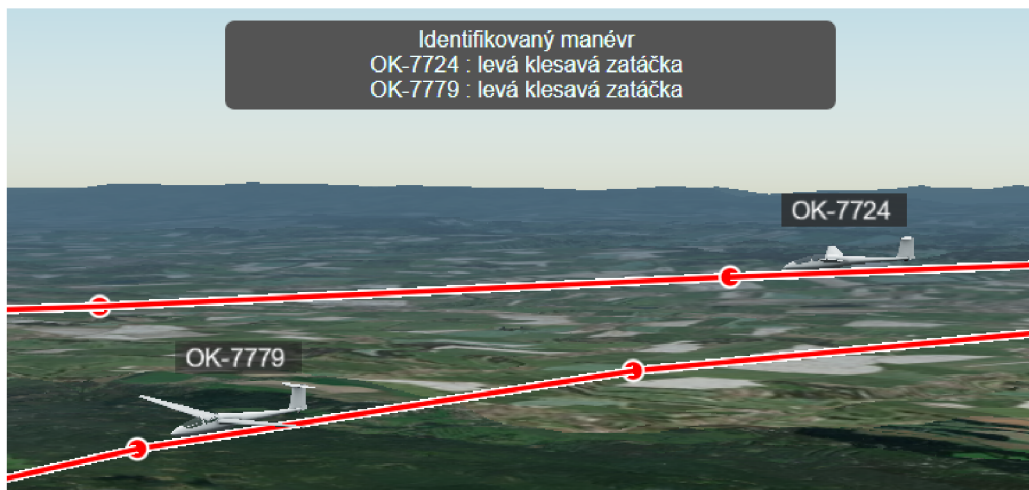 Identifikovaný manévr
OK-7724 : levá klesavá zatáčka
OK-7779 : levá klesavá zatáčka
OK-7724
OK-7779